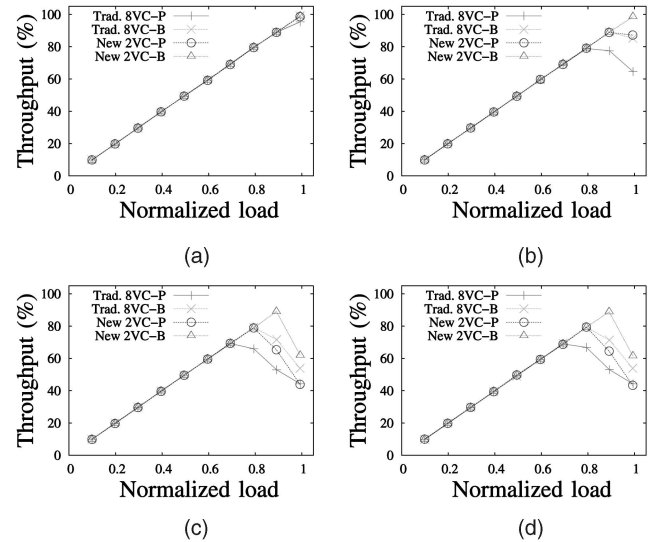 Throughput (%)
100
80
60
40
20
0
Trad. 8VC–P
Trad. 8VC–B
New 2VC–P
New 2VC–B
0 0.2 0.4 0.6 0.8 1
Normalized load
(a)
Throughput (%)
100
80
60
40
20
0
Trad. 8VC–P
Trad. 8VC–B
New 2VC–P
New 2VC–B
0 0.2 0.4 0.6 0.8 1
Normalized load
(b)
Throughput (%)
100
80
60
40
20
0
Trad. 8VC–P
Trad. 8VC–B
New 2VC–P
New 2VC–B
0 0.2 0.4 0.6 0.8 1
Normalized load
(c)
Throughput (%)
100
80
60
40
20
0
Trad. 8VC–P
Trad. 8VC–B
New 2VC–P
New 2VC–B
0 0.2 0.4 0.6 0.8 1
Normalized load
(d)